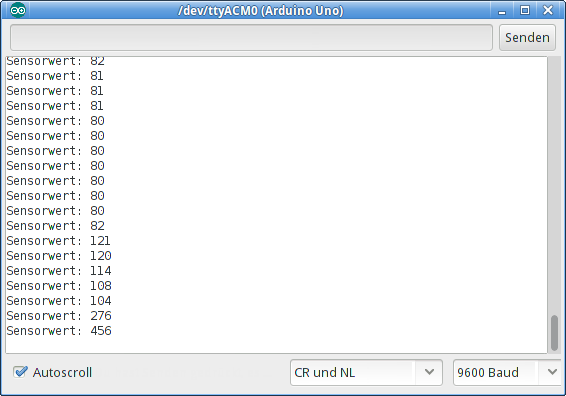 /dev/ttyACM0 (Arduino Uno)
Senden
Sensorwert: 82
Sensorwert: 81
Sensorwert: 81
Sensorwert: 81
Sensorwert: 80
Sensorwert: 80
Sensorwert: 80
Sensorwert: 80
Sensorwert: 80
Sensorwert: 80
Sensorwert: 80
Sensorwert: 82
Sensorwert: 121
Sensorwert: 120
Sensorwert: 114
Sensorwert: 108
Sensorwert: 104
Sensorwert: 276
Sensorwert: 456
Autoscroll
CR und NL
9600 Baud